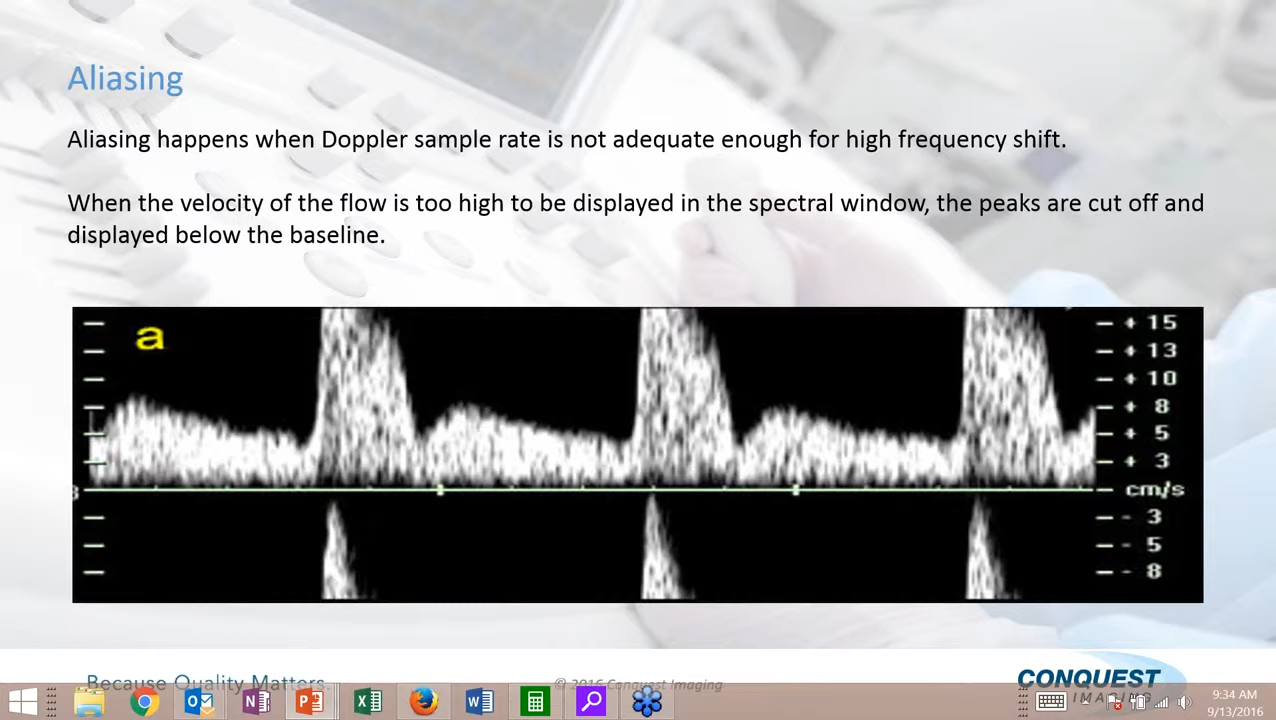 Aliasing
Aliasing happens when Doppler sample rate is not adequate enough for high frequency shift.
When the velocity of the flow is too high to be displayed in the spectral window, the peaks are cut off and
displayed below the baseline.
a
+ 15
+ 13
+ 10
+ 8
+ 5
+ 3
cm/s
- 3
- 5
- 8
Because Quality Matters.
© 2016 Conquest Imaging
CONQUEST
IMAGING
9:34 AM
9/13/2016